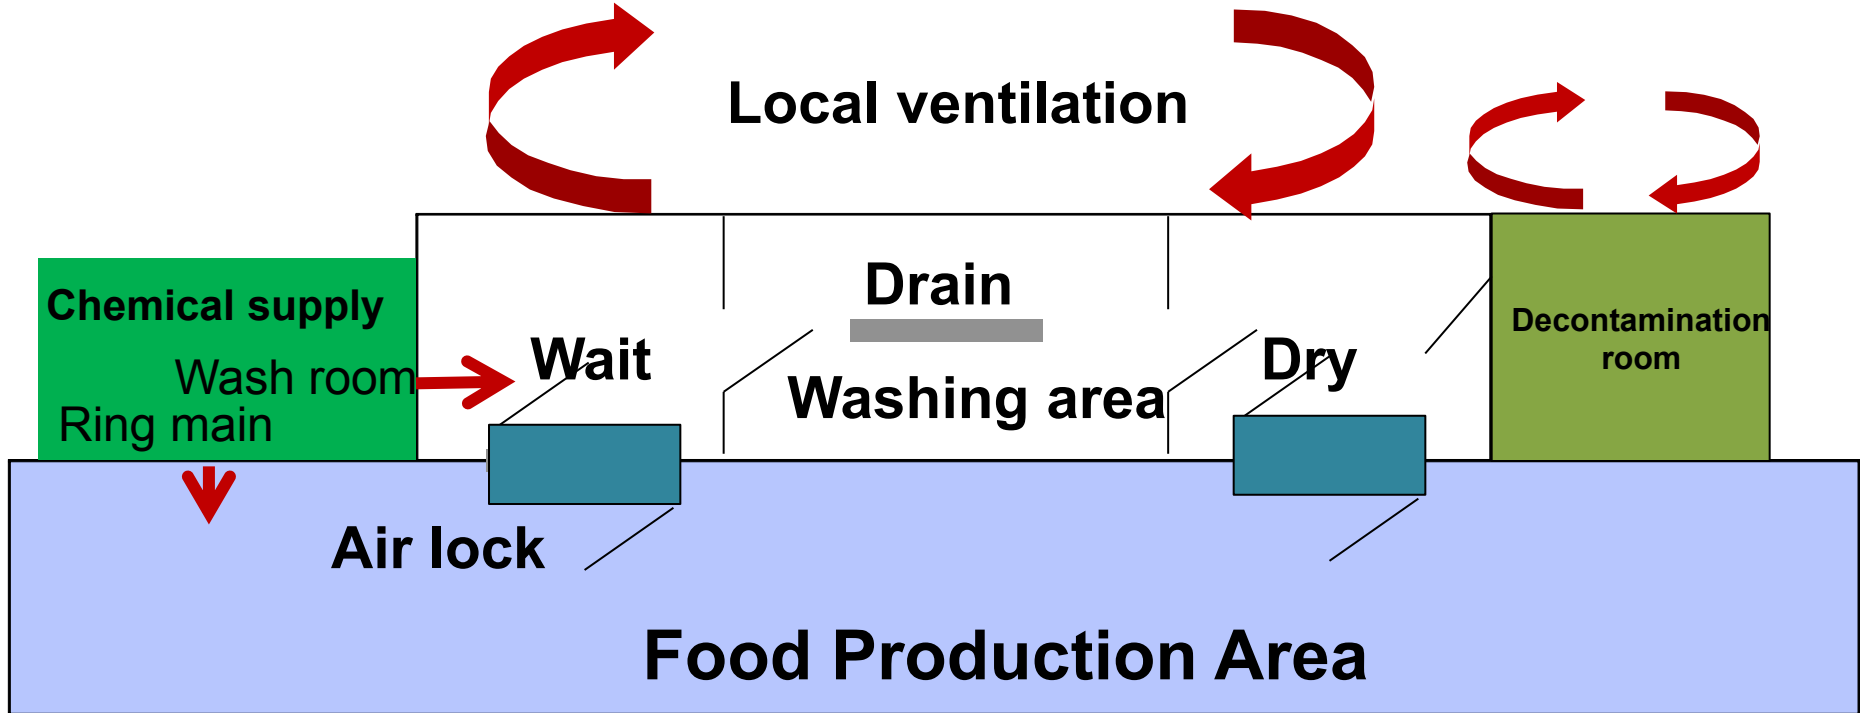 Local ventilation
Chemical supply
Wash room
Ring main
Wait
Drain
Washing area
Dry
Decontamination
room
Air lock
Food Production Area